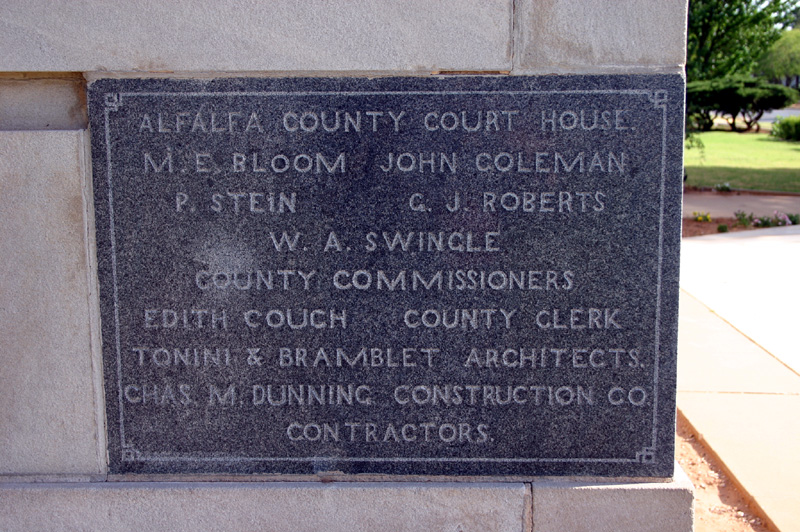 ALFALFA COUNTY COURT HOUSE
M. E. BLOOM JOHN COLEMAN
P. STEIN G. J. ROBERTS
W. A. SWINGLE
COUNTY COMMISSIONERS
EDITH COUCH COUNTY CLERK
TONINI & BRAMBLET ARCHITECTS.
CHAS. M. DUNNING CONSTRUCTION CO
CONTRACTORS.